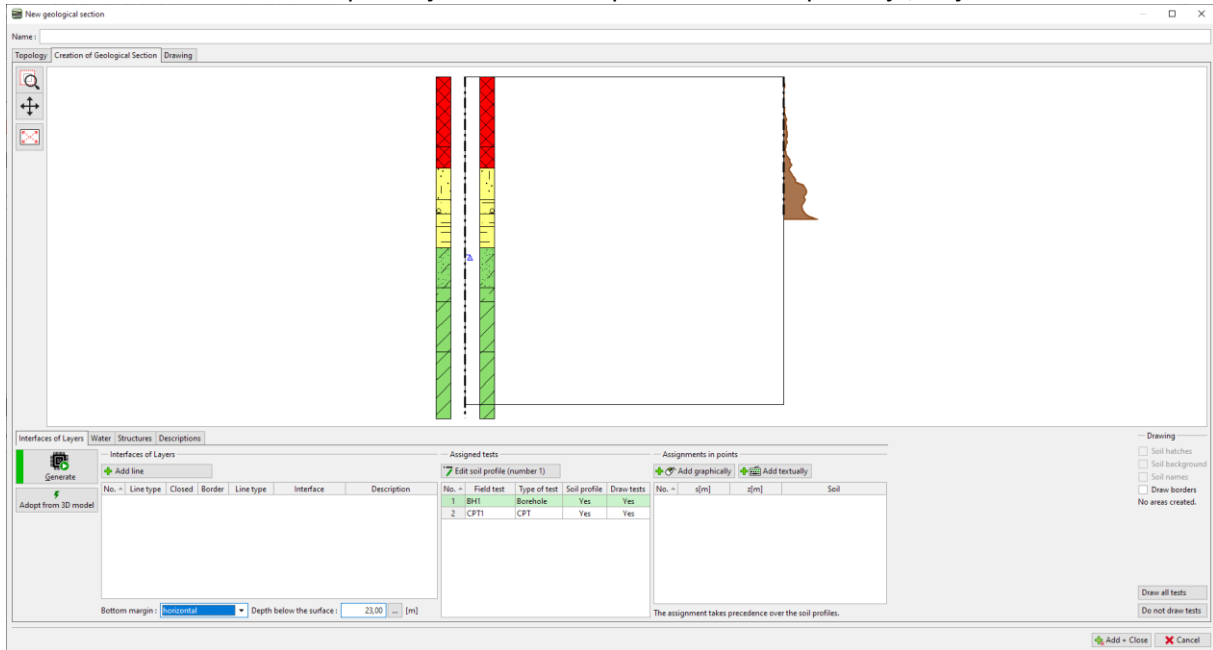 New geological section
Name :
Topology Creation of Geological Section Drawing
Interfaces of Layers Water Structures Descriptions
Generate
Adopt from 3D model
Interfaces of Layers
Add line
No. Line type Closed Border Line type Interface Description
Bottom margin : horizontal Depth below the surface : 23,00 ... [m]
Assigned tests
Edit soil profile (number 1)
No. Field test Type of test Soil profile Draw tests
1 BH1 Borehole Yes Yes
2 CPT1 CPT Yes Yes
Assignments in points
Add graphically Add textually
No. s[m] z[m] Soil
The assignment takes precedence over the soil profiles.
Drawing
Soil hatches
Soil background
Soil names
Draw borders
No areas created.
Draw all tests
Do not draw tests
Add + Close Cancel